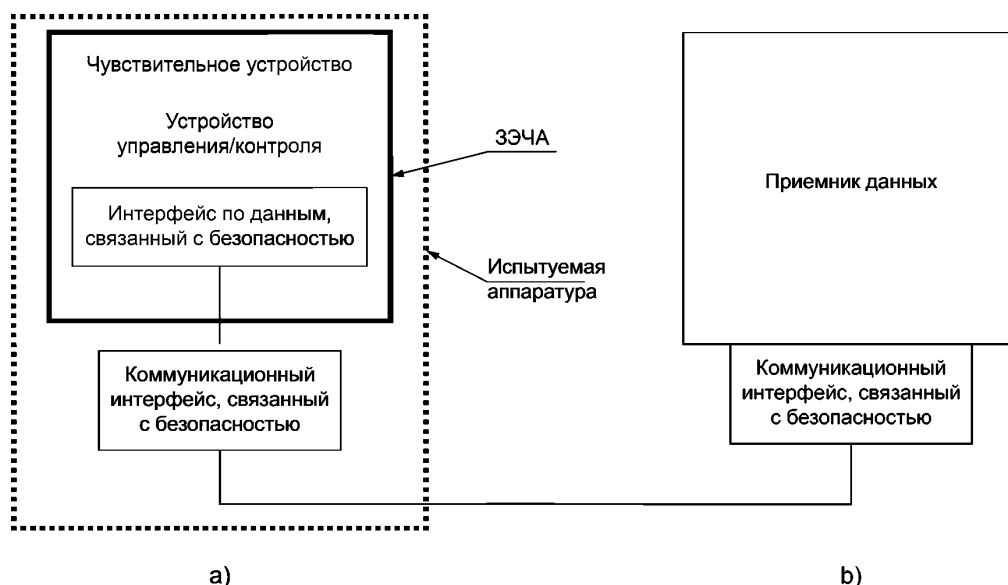 Чувствительное устройство
Устройство
управления/контроля
Интерфейс по данным,
связанный с безопасностью
Коммуникационный
интерфейс, связанный
с безопасностью
ЗЭЧА
Испытуемая
аппаратура
Приемник данных
Коммуникационный
интерфейс, связанный
с безопасностью
a)
b)